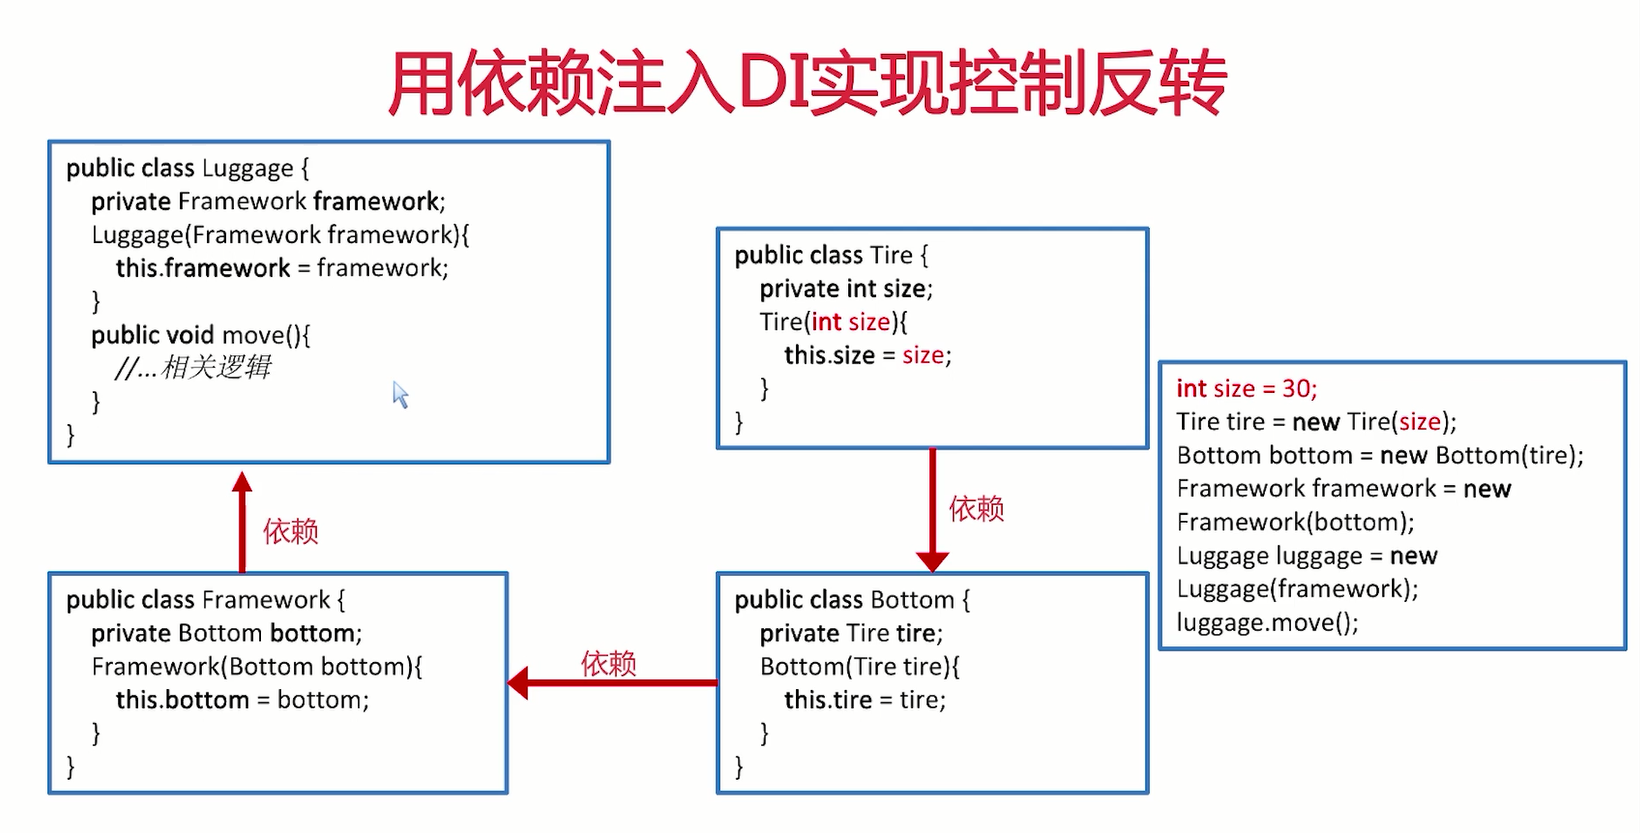 用依赖注入DI实现控制反转
public class Luggage {
private Framework framework;
Luggage(Framework framework){
this.framework = framework;
}
public void move(){
//...相关逻辑
}
}
依赖
public class Framework {
private Bottom bottom;
Framework(Bottom bottom){
this.bottom = bottom;
}
}
依赖
public class Tire {
private int size;
Tire(int size){
this.size = size;
}
}
依赖
public class Bottom {
private Tire tire;
Bottom(Tire tire){
this.tire = tire;
}
}
int size = 30;
Tire tire = new Tire(size);
Bottom bottom = new Bottom(tire);
Framework framework = new
Framework(bottom);
Luggage luggage = new
Luggage(framework);
luggage.move();